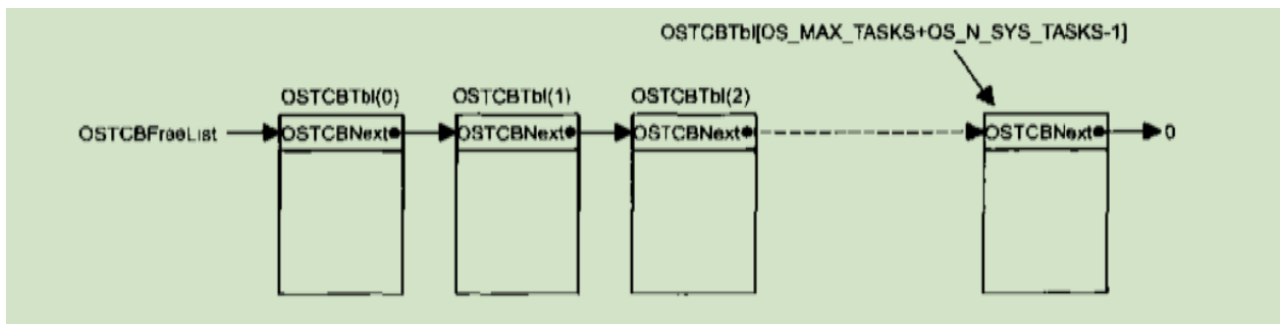 OSTCBTbl[OS_MAX_TASKS+OS_N_SYS_TASKS-1]
OSTCBTbl(0) OSTCBTbl(1) OSTCBTbl(2)
OSTCBFreeList OSTCBNext OSTCBNext OSTCBNext OSTCBNext 0